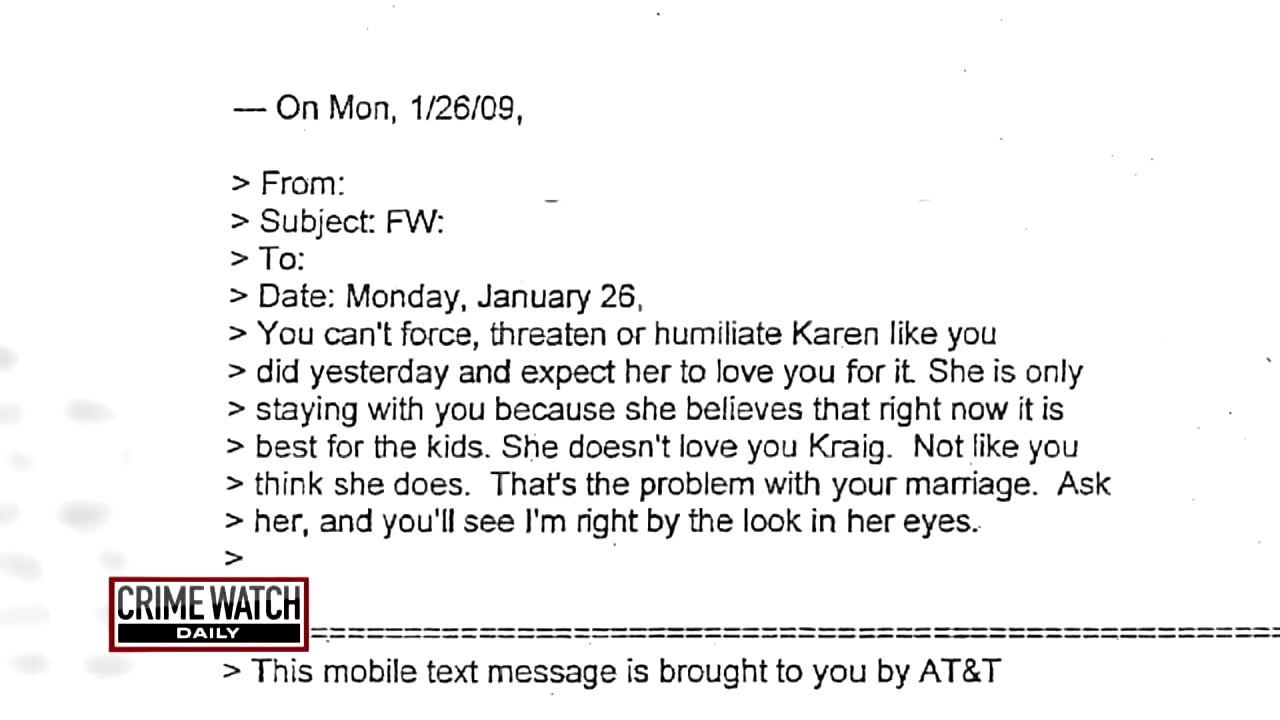 — On Mon, 1/26/09,
> From:
> Subject: FW:
> To:
> Date: Monday, January 26,
> You can't force, threaten or humiliate Karen like you
> did yesterday and expect her to love you for it. She is only
> staying with you because she believes that right now it is
> best for the kids. She doesn't love you Kraig.  Not like you
> think she does.  That's the problem with your marriage.  Ask
> her, and you'll see I'm right by the look in her eyes.
>
CRIME WATCH
DAILY
=================================================
> This mobile text message is brought to you by AT&T